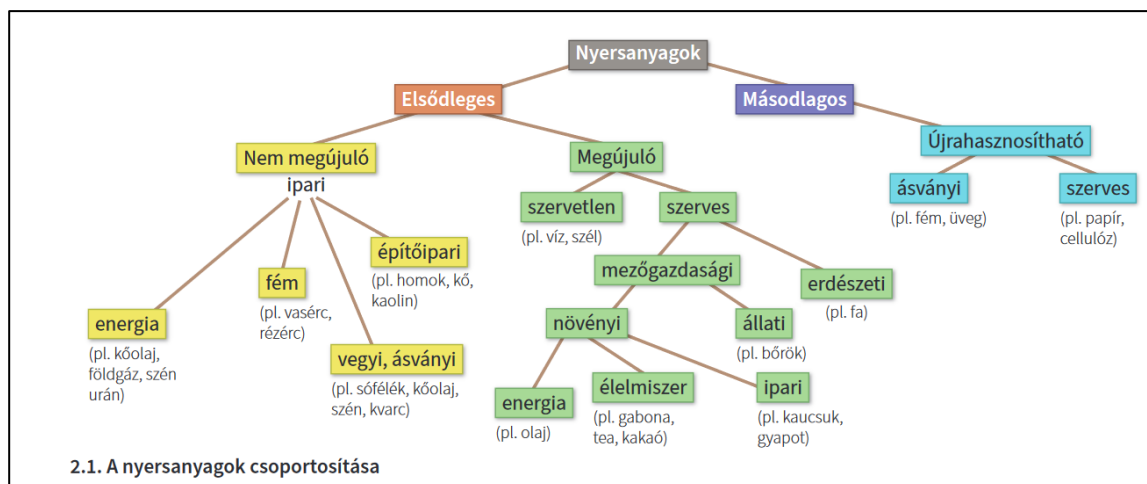 Nyersanyagok
Elsődleges
Másodlagos
Nem megújuló
ipari
energia
(pl. kőolaj,
földgáz, szén
urán)
fém
(pl. vasérc,
rézérc)
vegyi, ásványi
(pl. sófélék, kőolaj,
szén, kvarc)
építőipari
(pl. homok, kő,
kaolin)
Megújuló
szervetlen
(pl. víz, szél)
szerves
mezőgazdasági
növényi
energia
(pl. olaj)
élelmiszer
(pl. gabona,
tea, kakaó)
ipari
(pl. kaucsuk,
gyapot)
állati
(pl. bőrök)
erdészeti
(pl. fa)
Újrahasznosítható
ásványi
(pl. fém, üveg)
szerves
(pl. papír,
cellulóz)
2.1. A nyersanyagok csoportosítása